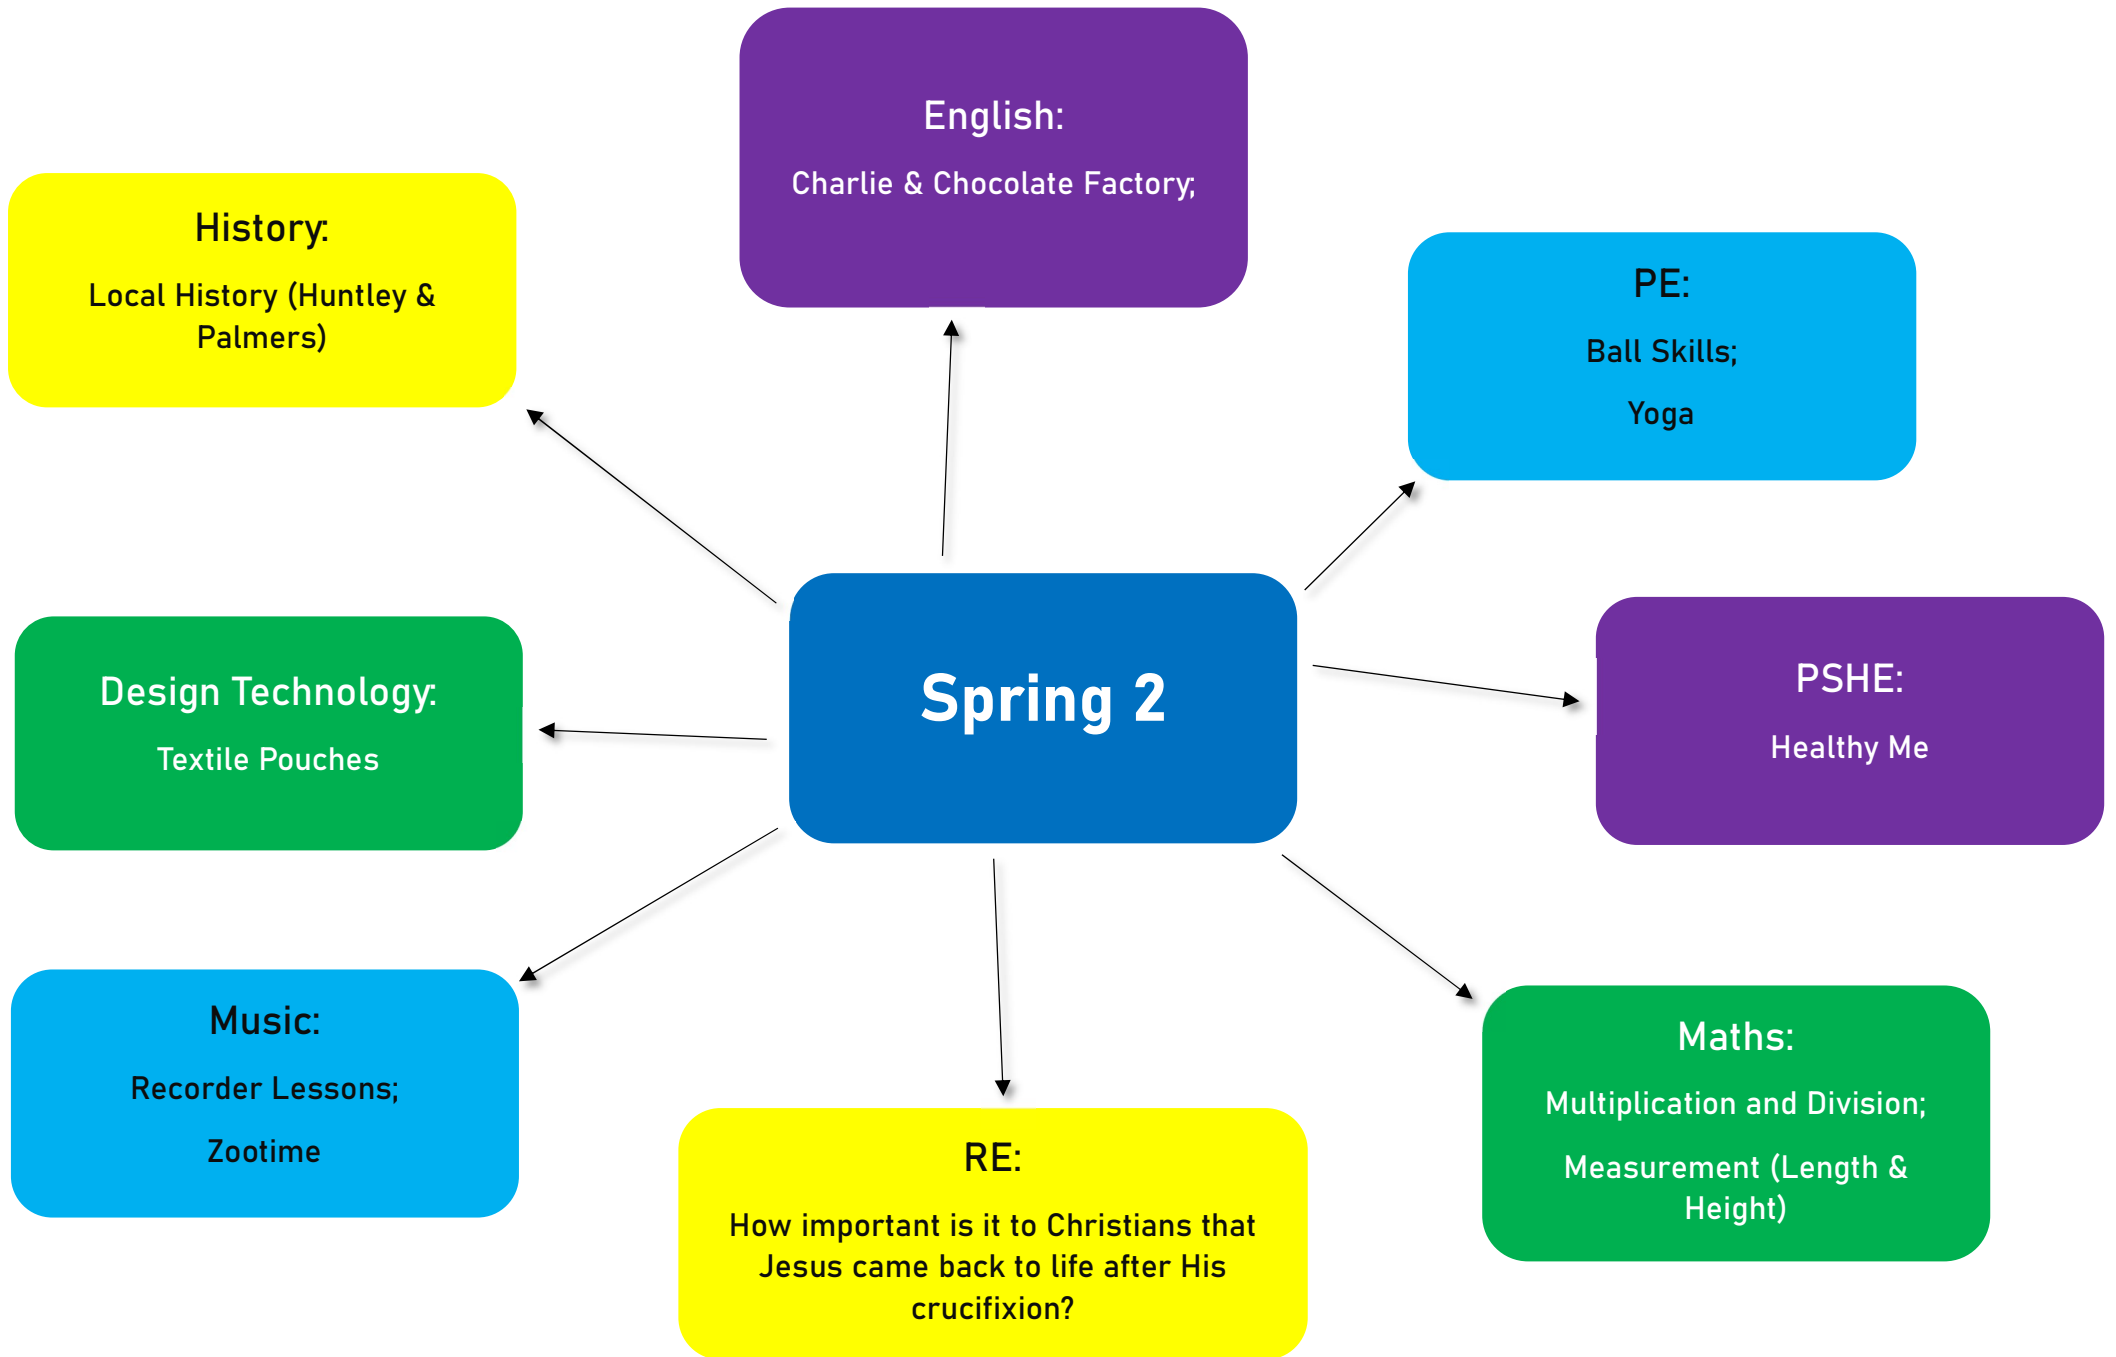 English:
Charlie & Chocolate Factory;
History:
Local History (Huntley &
Palmers)
PE:
Ball Skills;
Yoga
Spring 2
Design Technology:
Textile Pouches
PSHE:
Healthy Me
Music:
Recorder Lessons;
Zootime
RE:
How important is it to Christians that
Jesus came back to life after His
crucifixion?
Maths:
Multiplication and Division;
Measurement (Length &
Height)